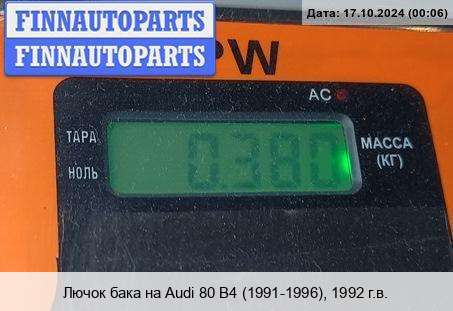 FINNAUTOPARTS
FINNAUTOPARTS
Дата: 17.10.2024 (00:06)
PW
AC
ТАРА
НОЛЬ
0.380
МАССА
(КГ)
Лючок бака на Audi 80 B4 (1991-1996), 1992 г.в.